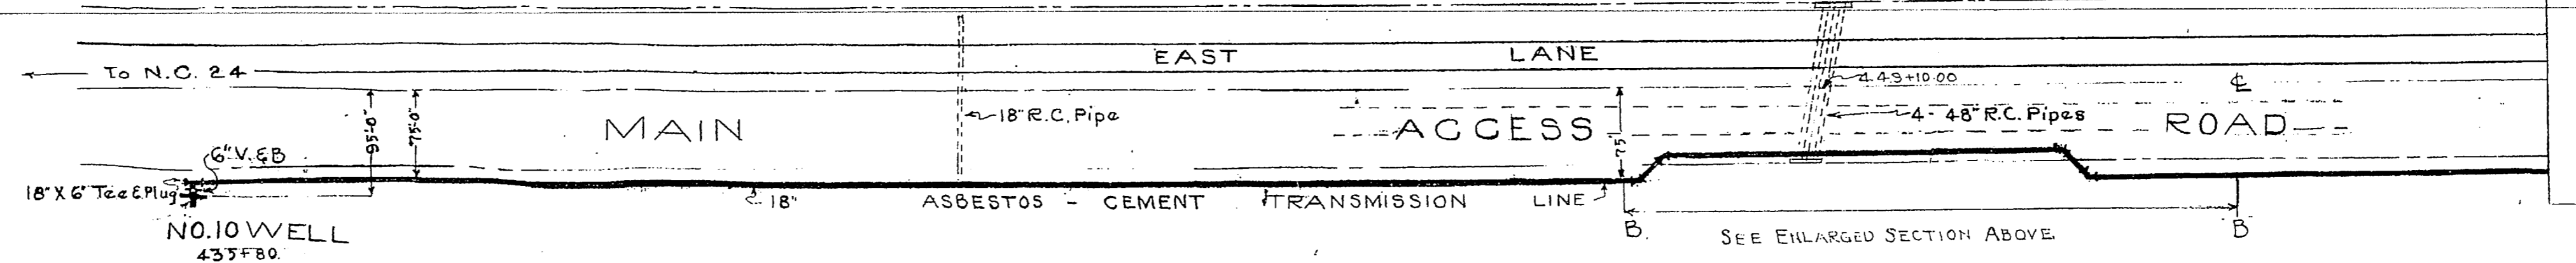 EAST LANE
To N.C. 24
449+10.00
℄
18" R.C. Pipe
4 - 48" R.C. Pipes
95'-0"
75'-0"
75'
MAIN ACCESS ROAD
6" V. & B
18" X 6" Tee & Plug
18" ASBESTOS - CEMENT TRANSMISSION LINE
NO.10 WELL
435+80.
B. B
SEE ENLARGED SECTION ABOVE.